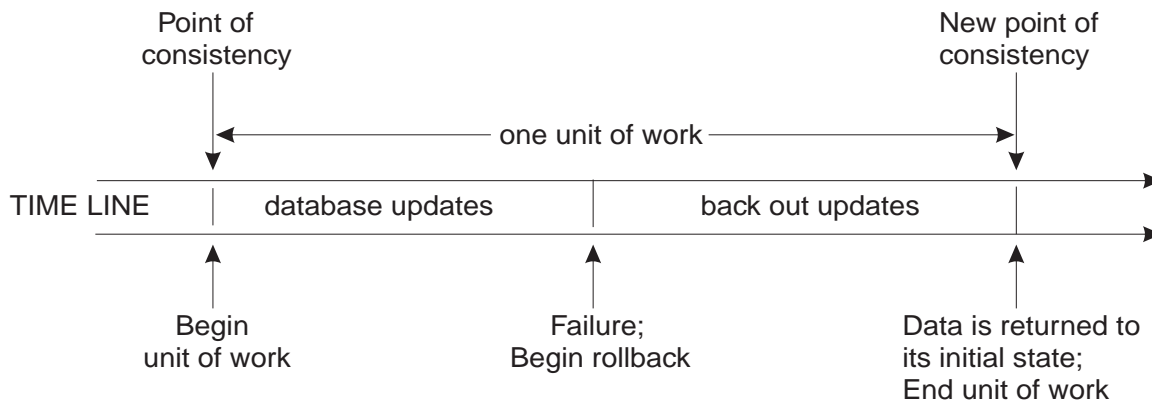 Point of
consistency
New point of
consistency
one unit of work
TIME LINE
database updates
back out updates
Begin
unit of work
Failure;
Begin rollback
Data is returned to
its initial state;
End unit of work